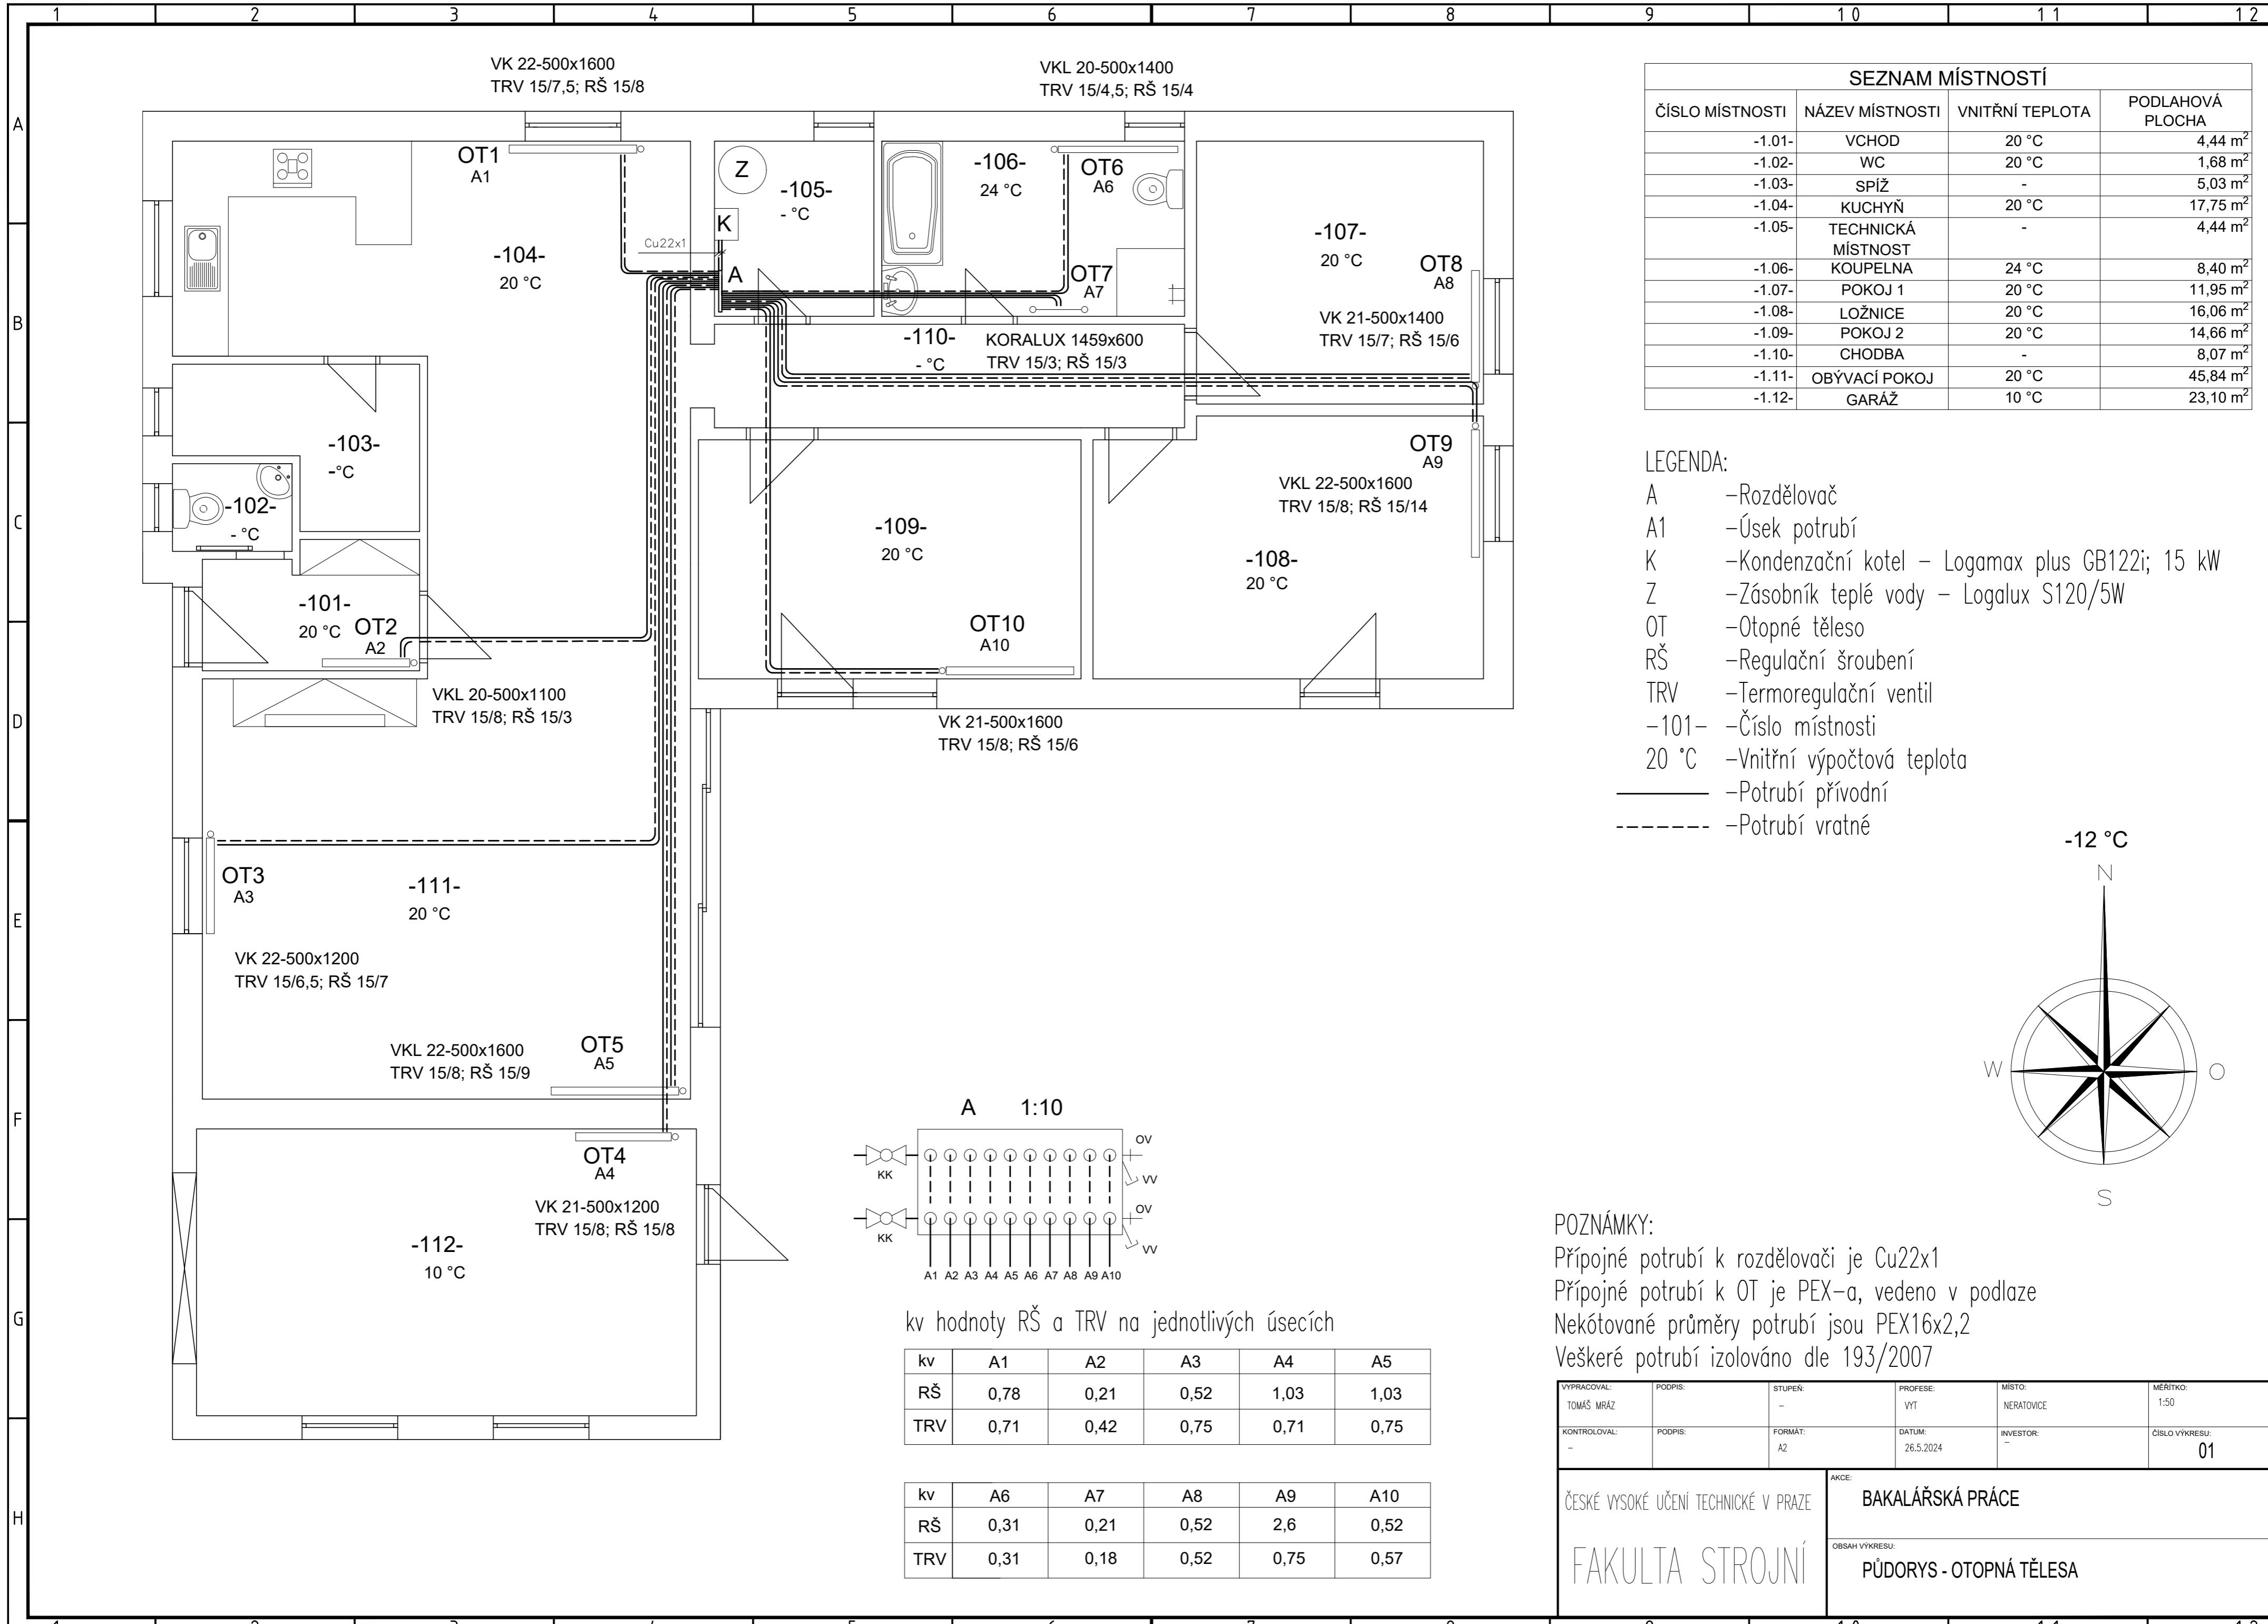 1 2 3 4 5 6 7 8 9 10 11 12
A
B
C
D
E
F
G
H
VK 22-500x1600
TRV 15/7,5; RŠ 15/8
VKL 20-500x1400
TRV 15/4,5; RŠ 15/4
OT1
A1
Z
-105-
- °C
K
Cu22x1
A
-106-
24 °C
OT6
A6
-104-
20 °C
OT7
A7
-107-
20 °C
OT8
A8
VK 21-500x1400
TRV 15/7; RŠ 15/6
-110-
- °C
KORALUX 1459x600
TRV 15/3; RŠ 15/3
-103-
-°C
-102-
- °C
-101-
20 °C
OT2
A2
VKL 20-500x1100
TRV 15/8; RŠ 15/3
-109-
20 °C
OT10
A10
VK 21-500x1600
TRV 15/8; RŠ 15/6
OT9
A9
VKL 22-500x1600
TRV 15/8; RŠ 15/14
-108-
20 °C
OT3
A3
-111-
20 °C
VK 22-500x1200
TRV 15/6,5; RŠ 15/7
VKL 22-500x1600
TRV 15/8; RŠ 15/9
OT5
A5
OT4
A4
VK 21-500x1200
TRV 15/8; RŠ 15/8
-112-
10 °C
A 1:10
KK
OV
VV
KK
OV
VV
A1 A2 A3 A4 A5 A6 A7 A8 A9 A10
kv hodnoty RŠ a TRV na jednotlivých úsecích
kv A1 A2 A3 A4 A5
RŠ 0,78 0,21 0,52 1,03 1,03
TRV 0,71 0,42 0,75 0,71 0,75
kv A6 A7 A8 A9 A10
RŠ 0,31 0,21 0,52 2,6 0,52
TRV 0,31 0,18 0,52 0,75 0,57
SEZNAM MÍSTNOSTÍ
ČÍSLO MÍSTNOSTI NÁZEV MÍSTNOSTI VNITŘNÍ TEPLOTA PODLAHOVÁ
PLOCHA
-1.01- VCHOD 20 °C 4,44 m²
-1.02- WC 20 °C 1,68 m²
-1.03- SPÍŽ - 5,03 m²
-1.04- KUCHYŇ 20 °C 17,75 m²
-1.05- TECHNICKÁ - 4,44 m²
MÍSTNOST
-1.06- KOUPELNA 24 °C 8,40 m²
-1.07- POKOJ 1 20 °C 11,95 m²
-1.08- LOŽNICE 20 °C 16,06 m²
-1.09- POKOJ 2 20 °C 14,66 m²
-1.10- CHODBA - 8,07 m²
-1.11- OBÝVACÍ POKOJ 20 °C 45,84 m²
-1.12- GARÁŽ 10 °C 23,10 m²
LEGENDA:
A -Rozdělovač
A1 -Úsek potrubí
K -Kondenzační kotel - Logamax plus GB122i; 15 kW
Z -Zásobník teplé vody - Logalux S120/5W
OT -Otopné těleso
RŠ -Regulační šroubení
TRV -Termoregulační ventil
-101- -Číslo místnosti
20 °C -Vnitřní výpočtová teplota
-Potrubí přívodní
-Potrubí vratné
-12 °C
N
W O
S
POZNÁMKY:
Přípojné potrubí k rozdělovači je Cu22x1
Přípojné potrubí k OT je PEX-a, vedeno v podlaze
Nekótované průměry potrubí jsou PEX16x2,2
Veškeré potrubí izolováno dle 193/2007
VYPRACOVAL: PODPIS: STUPEŇ: PROFESE: MÍSTO: MĚŘÍTKO:
TOMÁŠ MRÁZ - VYT NERATOVICE 1:50
KONTROLOVAL: PODPIS: FORMÁT: DATUM: INVESTOR: ČÍSLO VÝKRESU:
- A2 26.5.2024 - 01
ČESKÉ VYSOKÉ UČENÍ TECHNICKÉ V PRAZE
FAKULTA STROJNÍ
AKCE:
BAKALÁŘSKÁ PRÁCE
OBSAH VÝKRESU:
PŮDORYS - OTOPNÁ TĚLESA